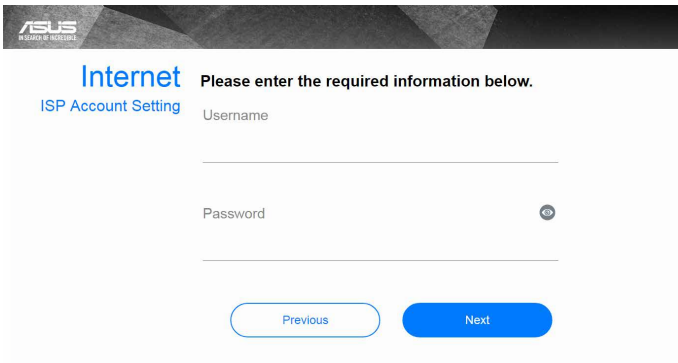 ASUS
IN SEARCH OF INCREDIBLE
Internet
ISP Account Setting
Please enter the required information below.
Username
Password
Previous
Next